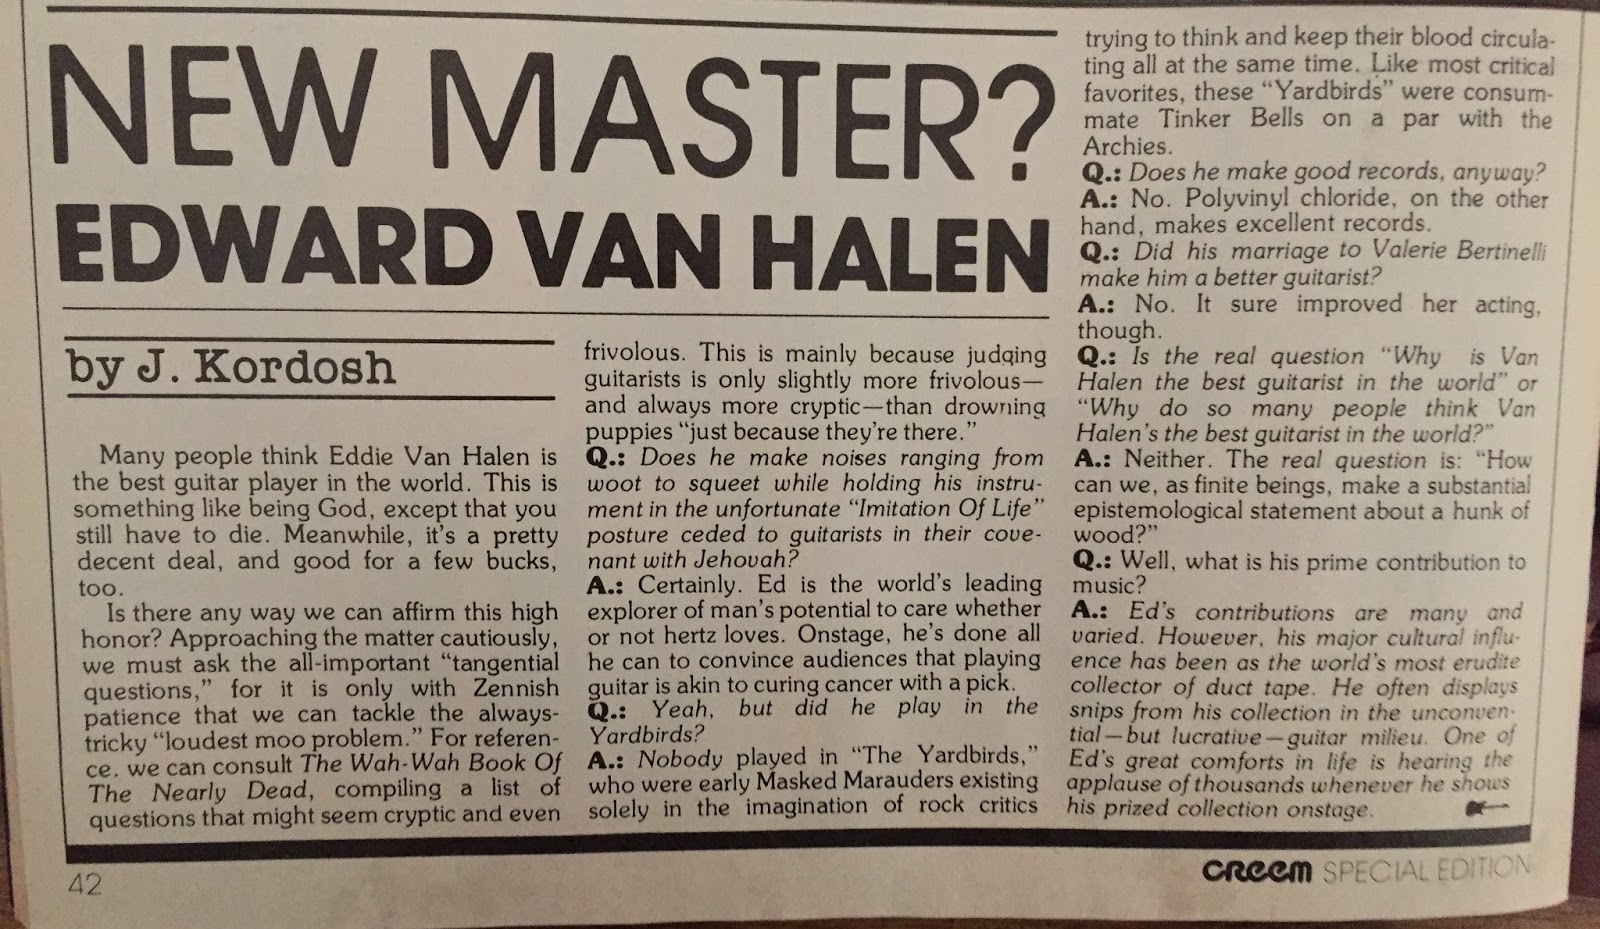 NEW MASTER?
EDWARD VAN HALEN
by J. Kordosh
Many people think Eddie Van Halen is
the best guitar player in the world. This is
something like being God, except that you
still have to die. Meanwhile, it's a pretty
decent deal, and good for a few bucks,
too.
Is there any way we can affirm this high
honor? Approaching the matter cautiously,
we must ask the all-important "tangential
questions," for it is only with Zennish
patience that we can tackle the always-
tricky "loudest moo problem." For referen-
ce. we can consult The Wah-Wah Book Of
The Nearly Dead, compiling a list of
questions that might seem cryptic and even
frivolous. This is mainly because judging
guitarists is only slightly more frivolous—
and always more cryptic—than drowning
puppies "just because they're there."
Q.: Does he make noises ranging from
woot to squeet while holding his instru-
ment in the unfortunate "Imitation Of Life"
posture ceded to guitarists in their cove-
nant with Jehovah?
A.: Certainly. Ed is the world's leading
explorer of man's potential to care whether
or not hertz loves. Onstage, he's done all
he can to convince audiences that playing
guitar is akin to curing cancer with a pick.
Q.: Yeah, but did he play in the
Yardbirds?
A.: Nobody played in "The Yardbirds,"
who were early Masked Marauders existing
solely in the imagination of rock critics
trying to think and keep their blood circula-
ting all at the same time. Like most critical
favorites, these "Yardbirds" were consum-
mate Tinker Bells on a par with the
Archies.
Q.: Does he make good records, anyway?
A.: No. Polyvinyl chloride, on the other
hand, makes excellent records.
Q.: Did his marriage to Valerie Bertinelli
make him a better guitarist?
A.: No. It sure improved her acting,
though.
Q.: Is the real question "Why is Van
Halen the best guitarist in the world" or
"Why do so many people think Van
Halen's the best guitarist in the world?"
A.: Neither. The real question is: "How
can we, as finite beings, make a substantial
epistemological statement about a hunk of
wood?"
Q.: Well, what is his prime contribution to
music?
A.: Ed's contributions are many and
varied. However, his major cultural influ-
ence has been as the world's most erudite
collector of duct tape. He often displays
snips from his collection in the unconven-
tial—but lucrative—guitar milieu. One of
Ed's great comforts in life is hearing the
applause of thousands whenever he shows
his prized collection onstage.
42
CREEM SPECIAL EDITION